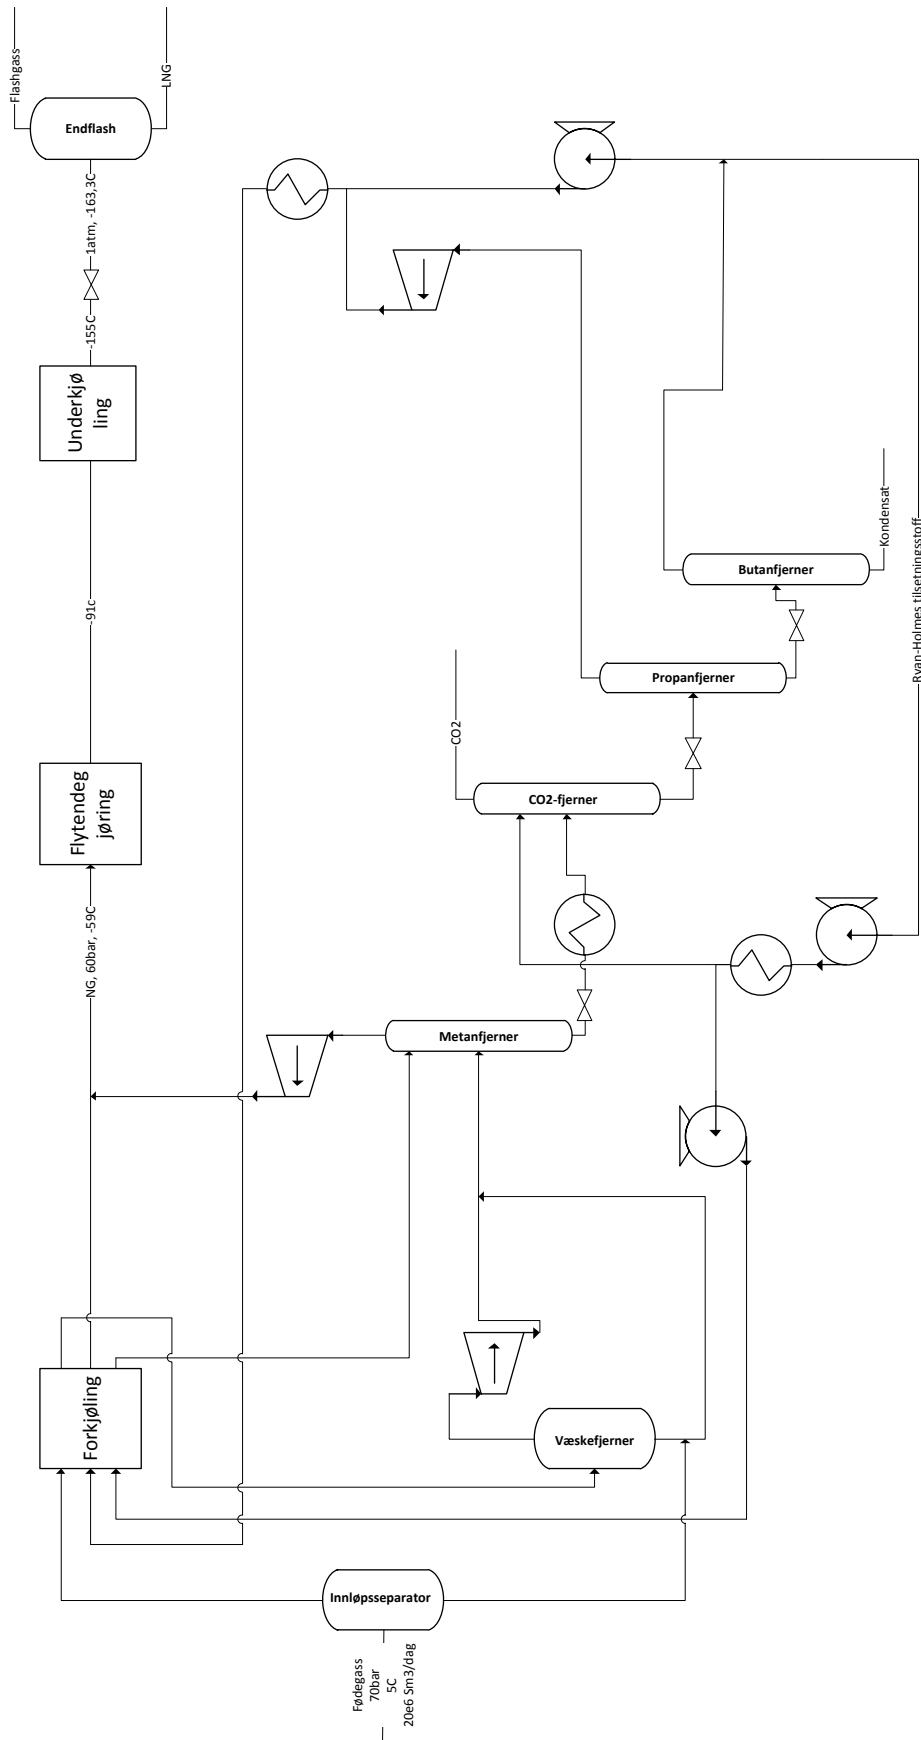 Flashgass
LNG
Endflash
1atm, -163,3C
-155C
Underkjø
ling
-91c
Butanfjerner
Kondensat
Propanfjerner
Ryan-Holmes tilsetningsstoff
CO2
CO2-fjerner
Flytendeg
jøring
NG, 60bar, -59C
Metanfjerner
Forkjøling
Væskefjerner
Innløpsseparator
Fødegass
70bar
5C
20e6 Sm3/dag